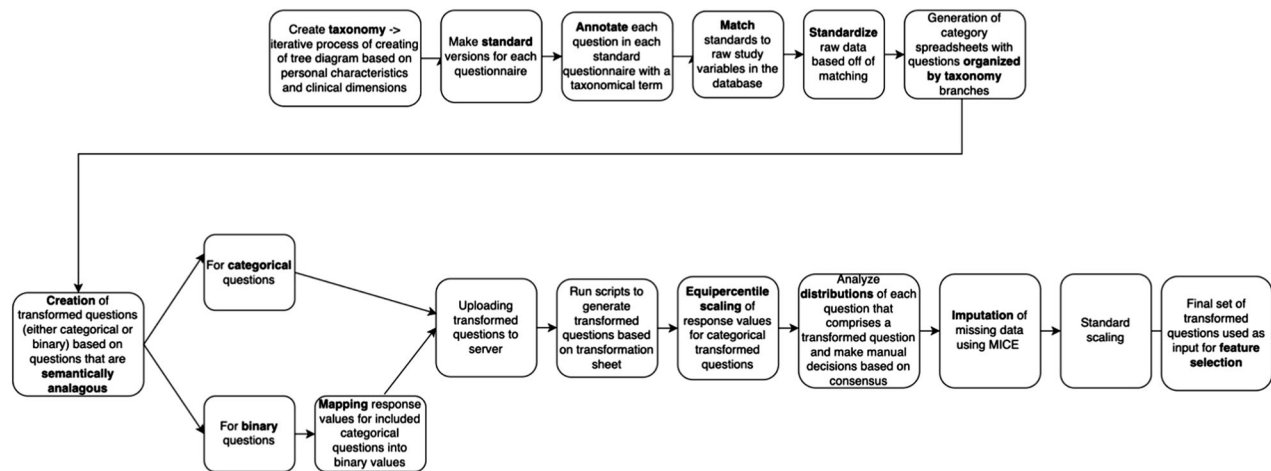 Create taxonomy ->
iterative process of creating
of tree diagram based on
personal characteristics
and clinical dimensions
Make standard
versions for each
questionnaire
Annotate each
question in each
standard
questionnaire with a
taxonomical term
Match
standards to
raw study
variables in the
database
Standardize
raw data
based off of
matching
Generation of
category
spreadsheets with
questions organized
by taxonomy
branches
Creation of
transformed questions
(either categorical or
binary) based on
questions that are
semantically
analagous
For categorical
questions
For binary
questions
Mapping response
values for included
categorical
questions into
binary values
Uploading
transformed
questions to
server
Run scripts to
generate
transformed
questions based
on transformation
sheet
Equipercentile
scaling of
response values
for categorical
transformed
questions
Analyze
distributions of each
question that
comprises a
transformed question
and make manual
decisions based on
consensus
Imputation of
missing data
using MICE
Standard
scaling
Final set of
transformed
questions used as
input for feature
selection